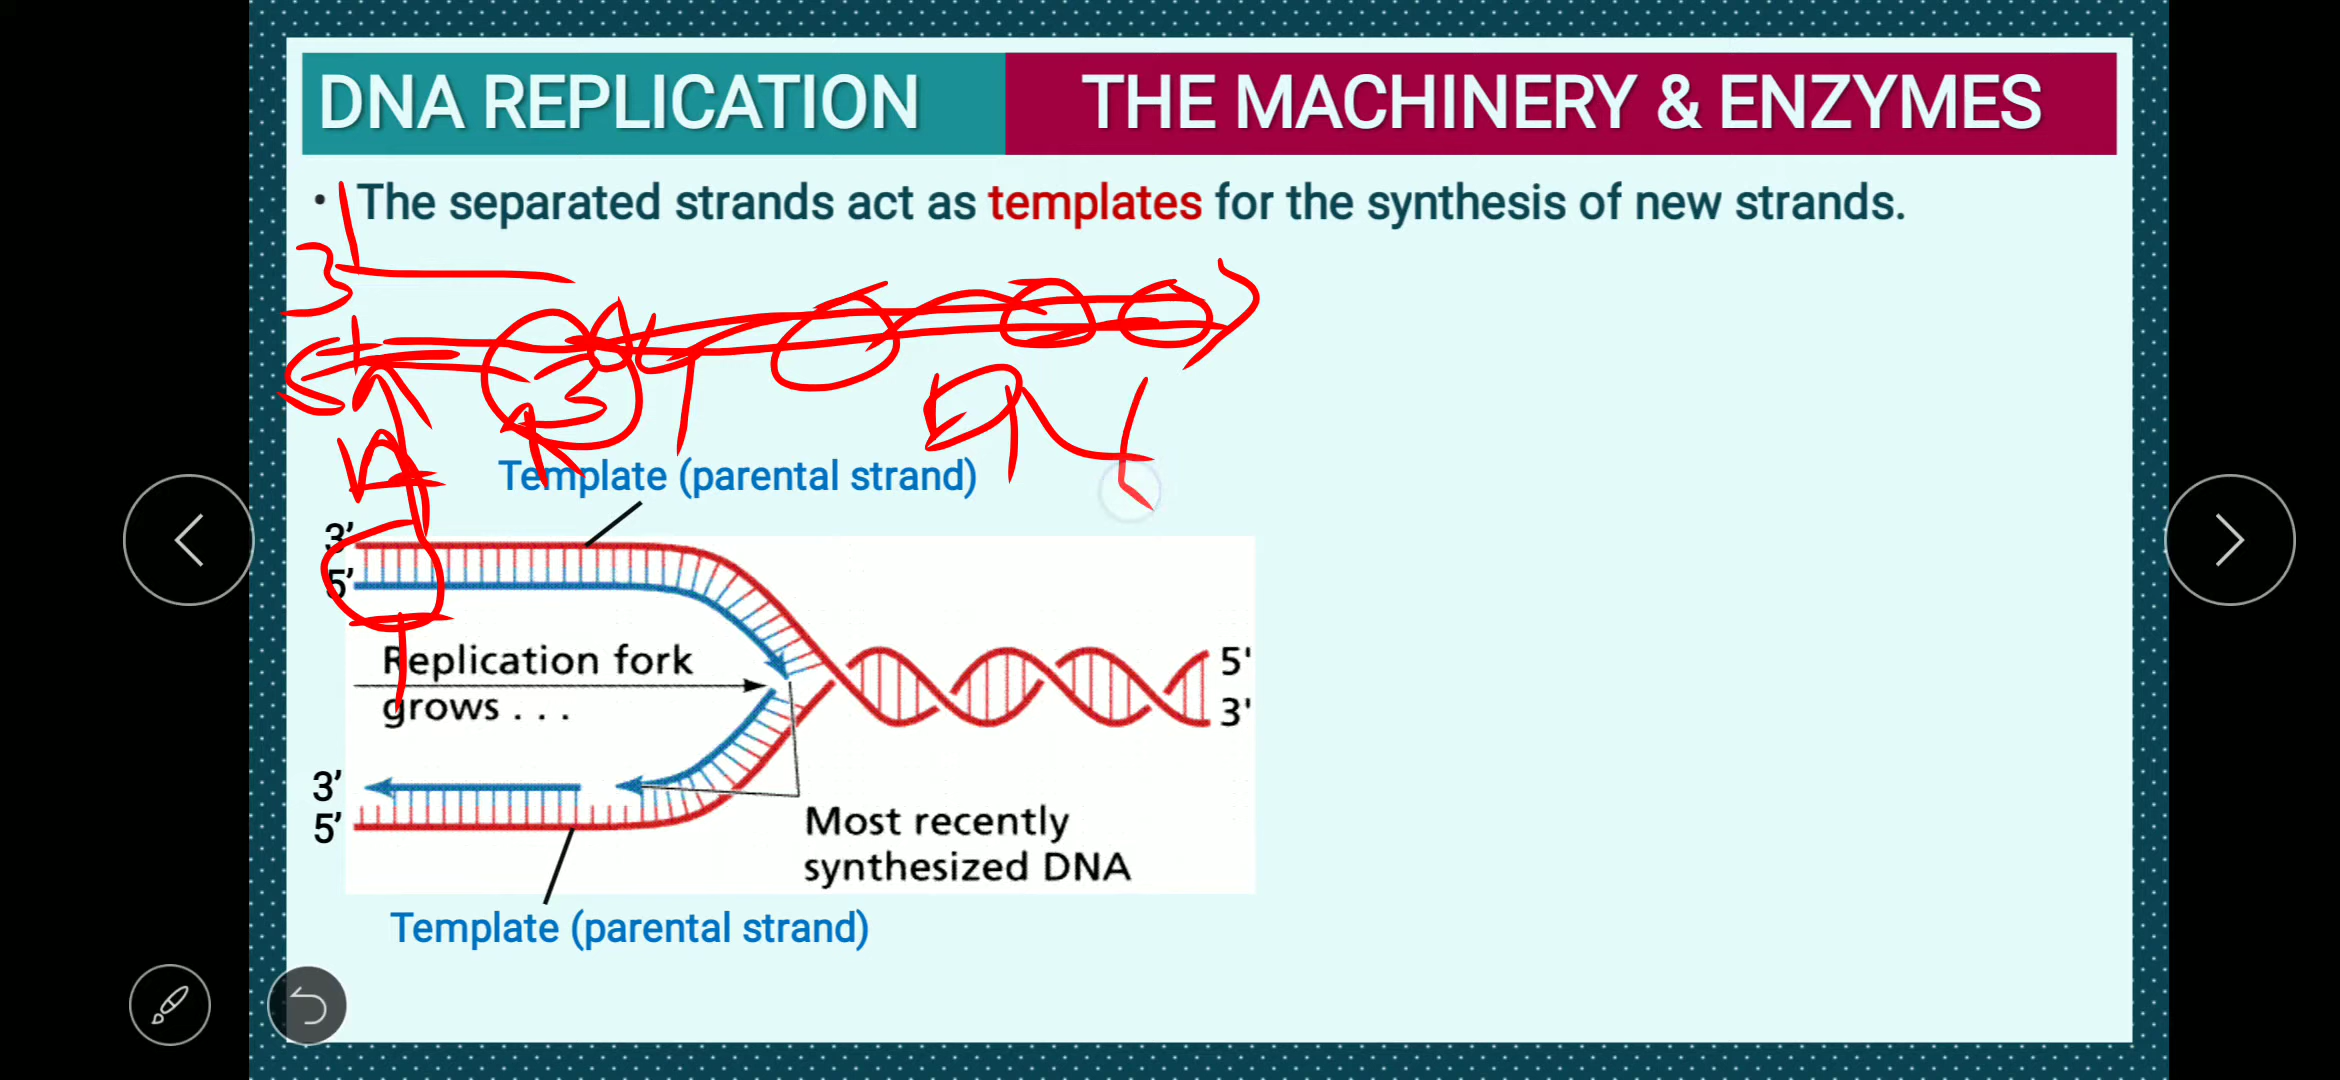 DNA REPLICATION THE MACHINERY & ENZYMES
• The separated strands act as templates for the synthesis of new strands.
Template (parental strand)
3’
5’
Replication fork
grows . . .
5'
3'
3’
5’
Most recently
synthesized DNA
Template (parental strand)